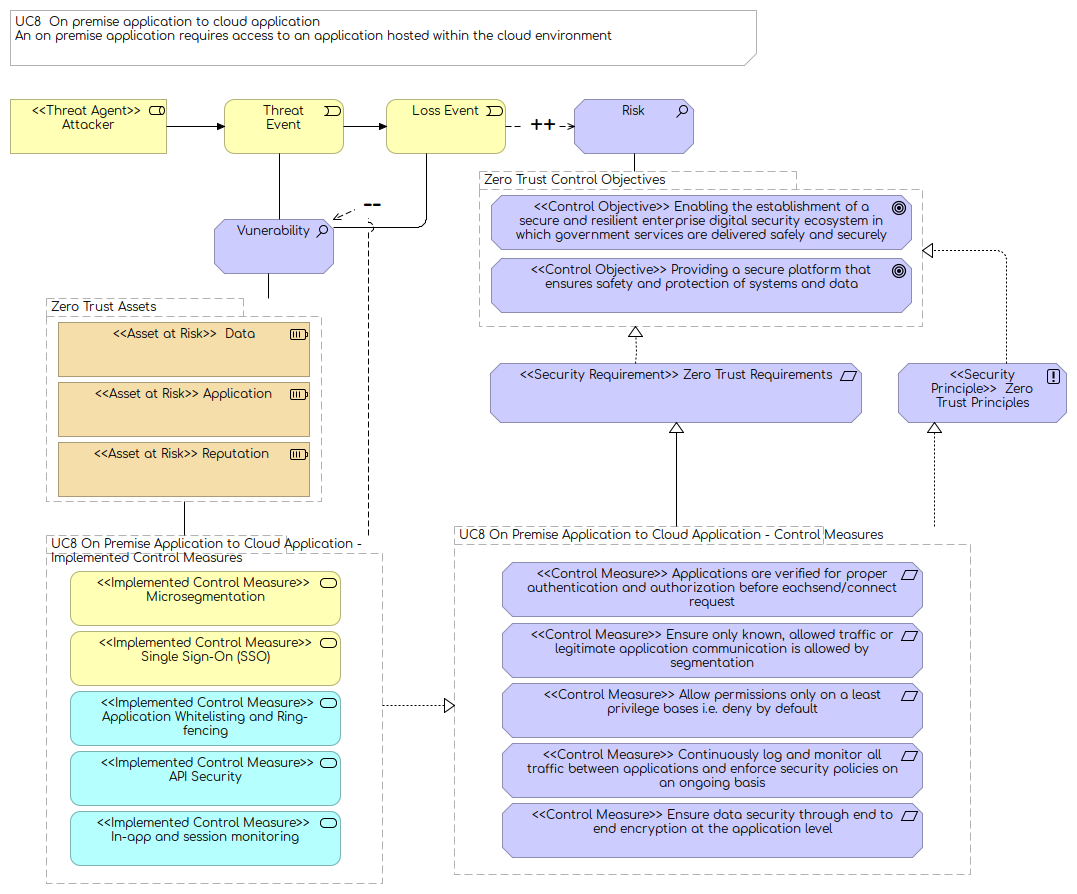 UC8  On premise application to cloud application
An on premise application requires access to an application hosted within the cloud environment
<<Threat Agent>>
Attacker
Threat
Event
Loss Event
++
Risk
--
Vunerability
Zero Trust Control Objectives
<<Control Objective>> Enabling the establishment of a
secure and resilient enterprise digital security ecosystem in
which government services are delivered safely and securely
<<Control Objective>> Providing a secure platform that
ensures safety and protection of systems and data
Zero Trust Assets
<<Asset at Risk>>  Data
<<Asset at Risk>> Application
<<Asset at Risk>> Reputation
<<Security Requirement>> Zero Trust Requirements
<<Security
Principle>>  Zero
Trust Principles
UC8 On Premise Application to Cloud Application -
Implemented Control Measures
<<Implemented Control Measure>>
Microsegmentation
<<Implemented Control Measure>>
Single Sign-On (SSO)
<<Implemented Control Measure>>
Application Whitelisting and Ring-
fencing
<<Implemented Control Measure>>
API Security
<<Implemented Control Measure>>
In-app and session monitoring
UC8 On Premise Application to Cloud Application - Control Measures
<<Control Measure>> Applications are verified for proper
authentication and authorization before eachsend/connect
request
<<Control Measure>> Ensure only known, allowed traffic or
legitimate application communication is allowed by
segmentation
<<Control Measure>> Allow permissions only on a least
privilege bases i.e. deny by default
<<Control Measure>> Continuously log and monitor all
traffic between applications and enforce security policies on
an ongoing basis
<<Control Measure>> Ensure data security through end to
end encryption at the application level